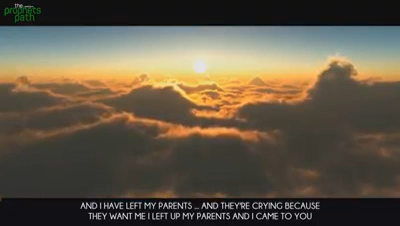 the
prophets
path
AND I HAVE LEFT MY PARENTS ... AND THEY'RE CRYING BECAUSE
THEY WANT ME I LEFT UP MY PARENTS AND I CAME TO YOU